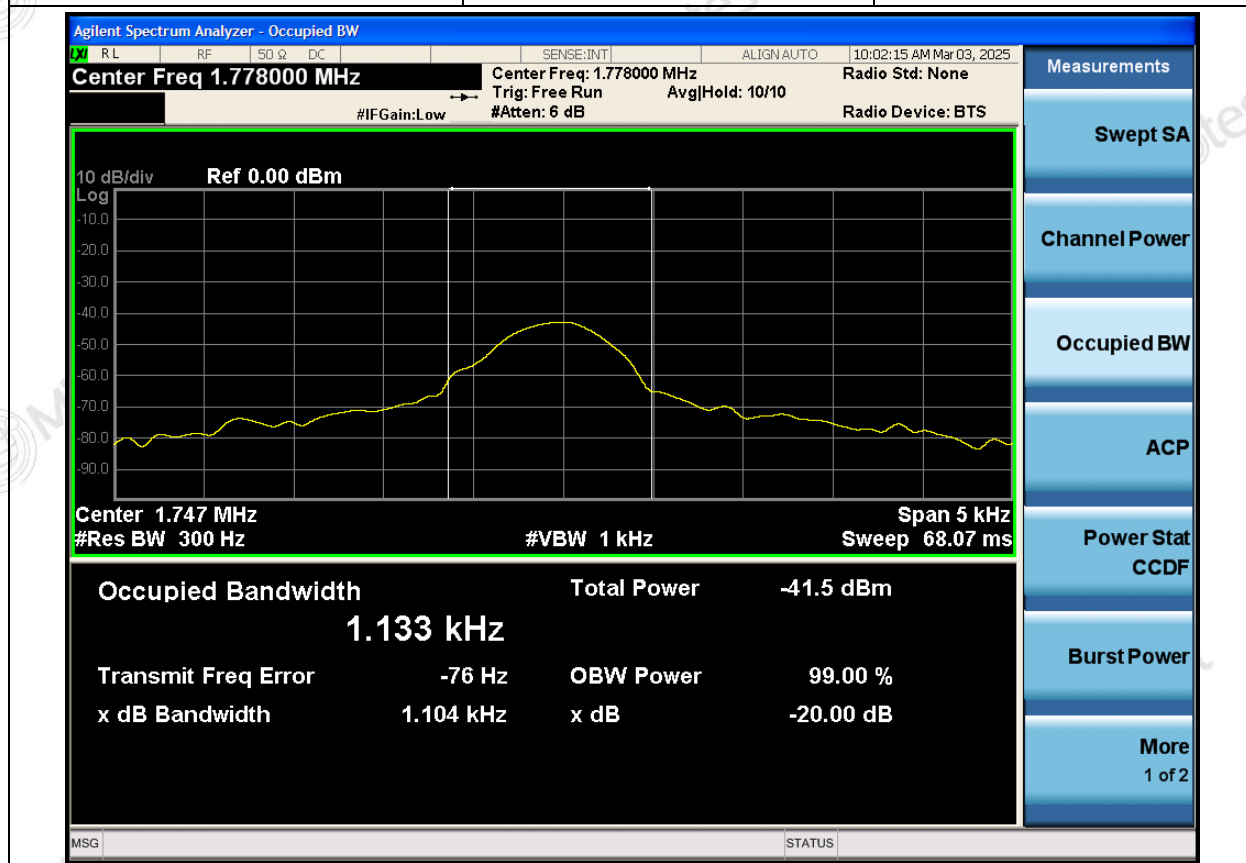 Agilent Spectrum Analyzer - Occupied BW
LXI RL RF 50 Ω DC SENSE:INT ALIGN AUTO 10:02:15 AM Mar 03, 2025
Center Freq 1.778000 MHz
Center Freq: 1.778000 MHz Radio Std: None
Trig: Free Run Avg|Hold: 10/10
#IFGain:Low #Atten: 6 dB Radio Device: BTS
10 dB/div Ref 0.00 dBm
Log
-10.0
-20.0
-30.0
-40.0
-50.0
-60.0
-70.0
-80.0
-90.0
Center 1.747 MHz Span 5 kHz
#Res BW 300 Hz #VBW 1 kHz Sweep 68.07 ms
Occupied Bandwidth Total Power -41.5 dBm
1.133 kHz
Transmit Freq Error -76 Hz OBW Power 99.00 %
x dB Bandwidth 1.104 kHz x dB -20.00 dB
MSG STATUS
Measurements
Swept SA
Channel Power
Occupied BW
ACP
Power Stat
CCDF
Burst Power
More
1 of 2